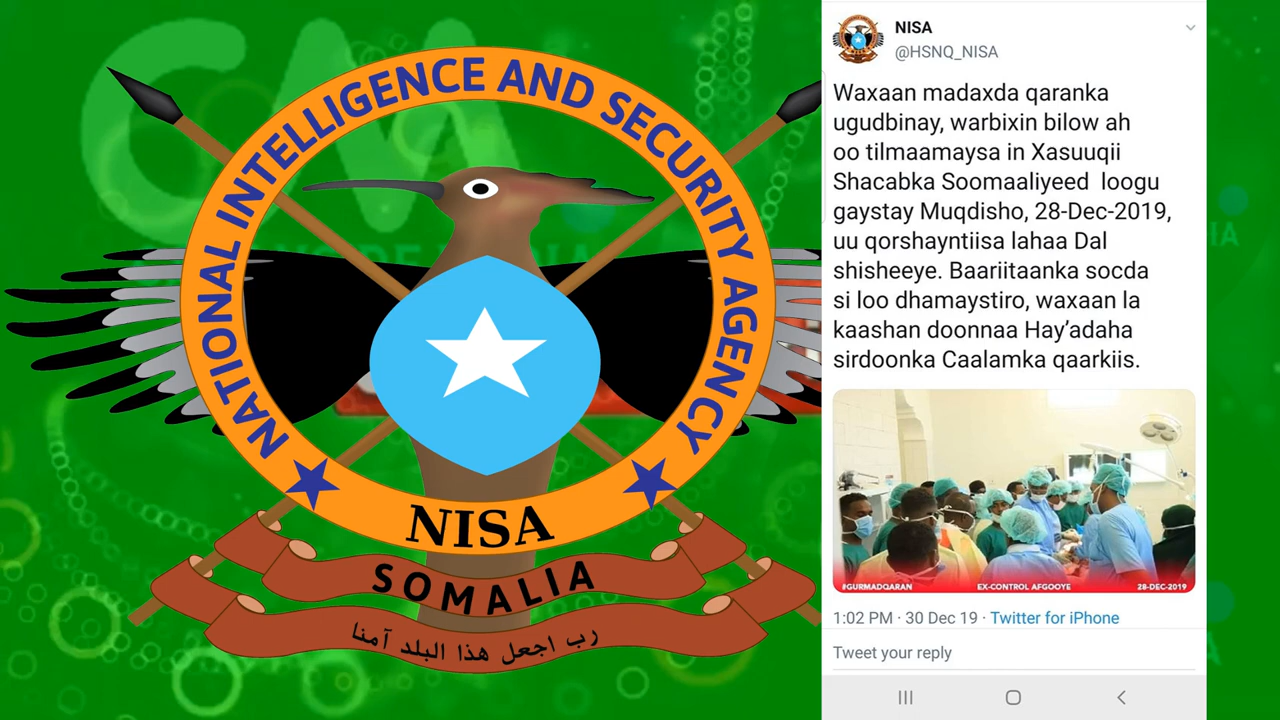 NATIONAL INTELLIGENCE AND SECURITY AGENCY
NISA
SOMALIA
رب اجعل هذا البلد آمنا
NISA
@HSNQ_NISA
Waxaan madaxda qaranka
ugudbinay, warbixin bilow ah
oo tilmaamaysa in Xasuuqii
Shacabka Soomaaliyeed loogu
gaystay Muqdisho, 28-Dec-2019,
uu qorshayntiisa lahaa Dal
shisheeye. Baariitaanka socda
si loo dhamaystiro, waxaan la
kaashan doonnaa Hay’adaha
sirdoonka Caalamka qaarkiis.
#GURMADQARAN EX-CONTROL AFGOOYE 28-DEC-2019
1:02 PM · 30 Dec 19 · Twitter for iPhone
Tweet your reply